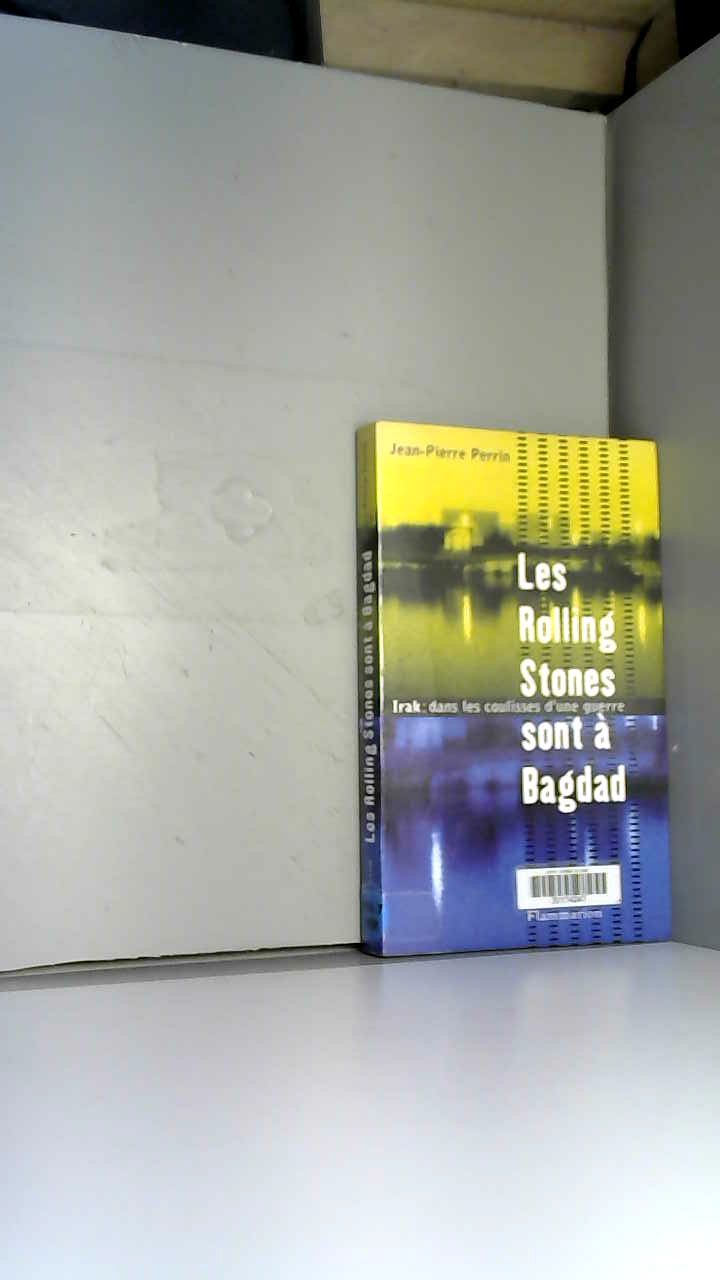 Jean-Pierre Perrin
Les
Rolling
Stones
Irak : dans les coulisses d'une guerre
sont à
Bagdad
Flammarion
Les Rolling Stones sont à Bagdad